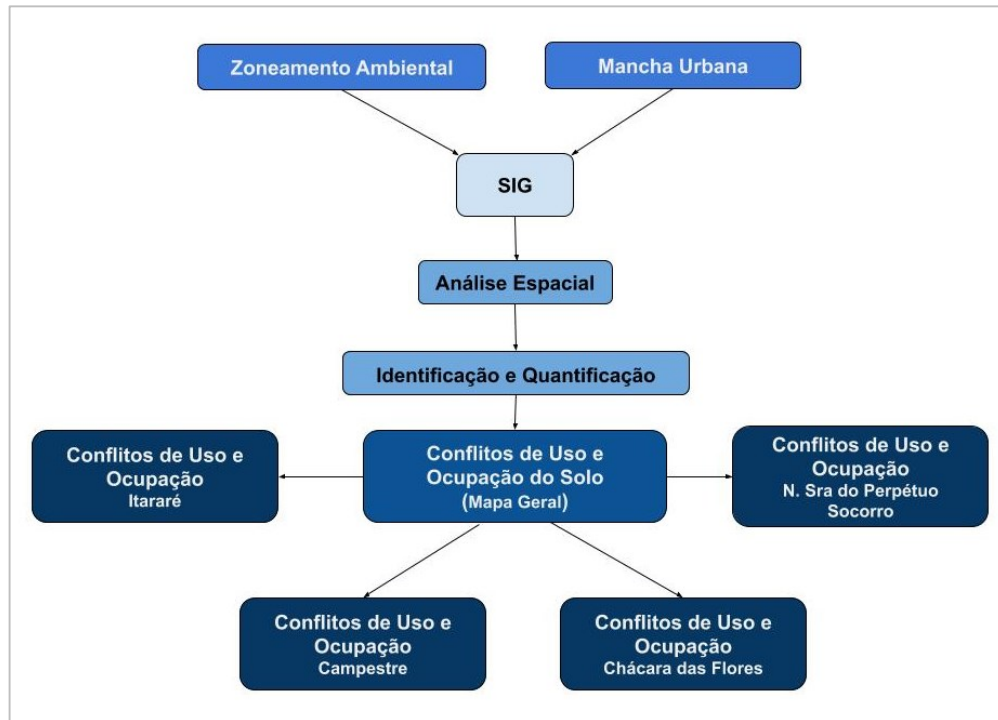 Zoneamento Ambiental
Mancha Urbana
SIG
Análise Espacial
Identificação e Quantificação
Conflitos de Uso e
Ocupação
Itararé
Conflitos de Uso e
Ocupação do Solo
(Mapa Geral)
Conflitos de Uso e
Ocupação
N. Sra do Perpétuo
Socorro
Conflitos de Uso e
Ocupação
Campestre
Conflitos de Uso e
Ocupação
Chácara das Flores